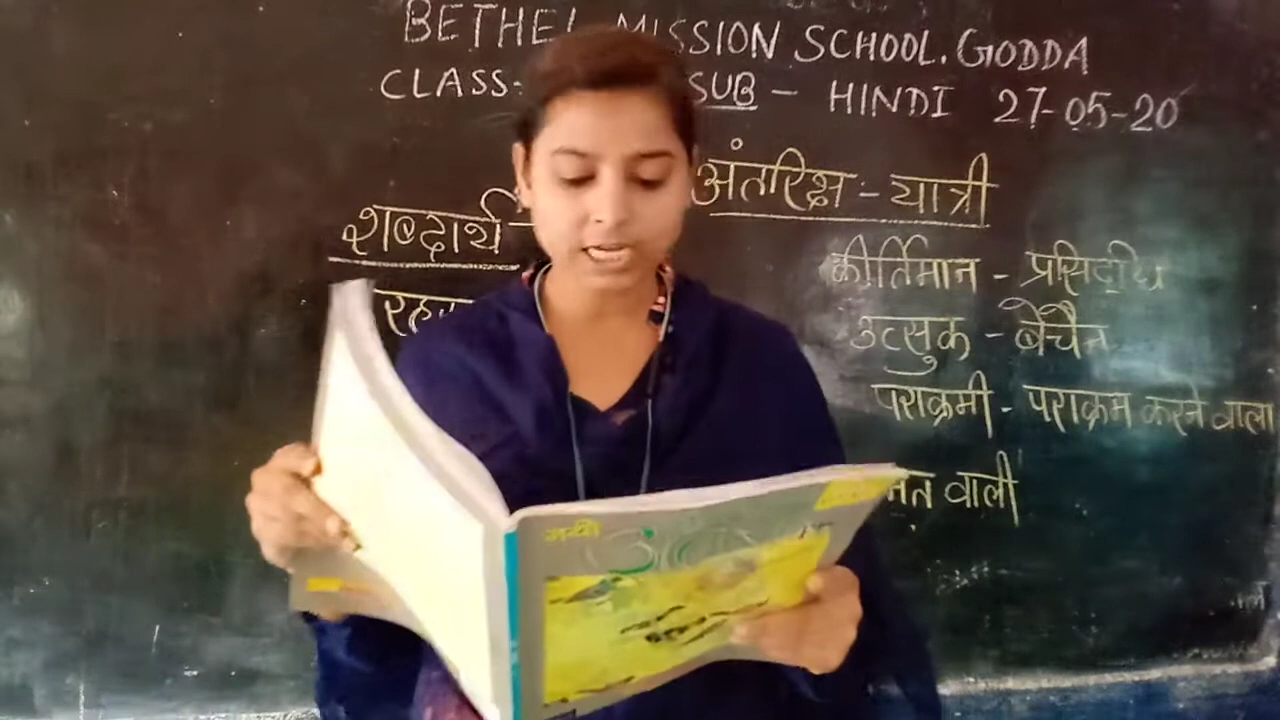 BETHEL MISSION SCHOOL. GODDA
CLASS- SUB - HINDI 27-05-20
अंतरिक्ष - यात्री
शब्दार्थ -
कीर्तिमान - प्रसिद्धि
उत्सुक - बेचैन
पराक्रमी - पराक्रम करने वाला
वाली